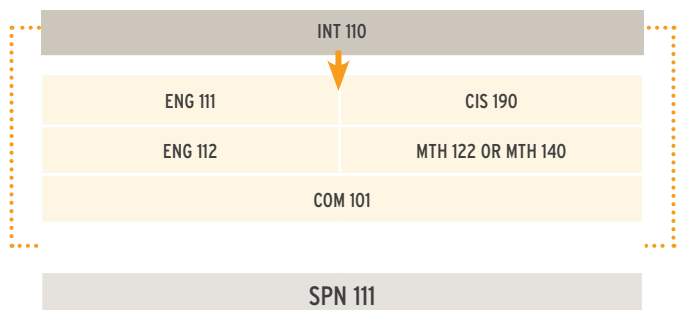 INT 110
ENG 111 CIS 190
ENG 112 MTH 122 OR MTH 140
COM 101
SPN 111